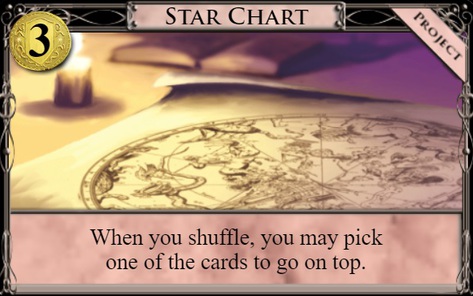 3
STAR CHART
PROJECT
When you shuffle, you may pick
one of the cards to go on top.